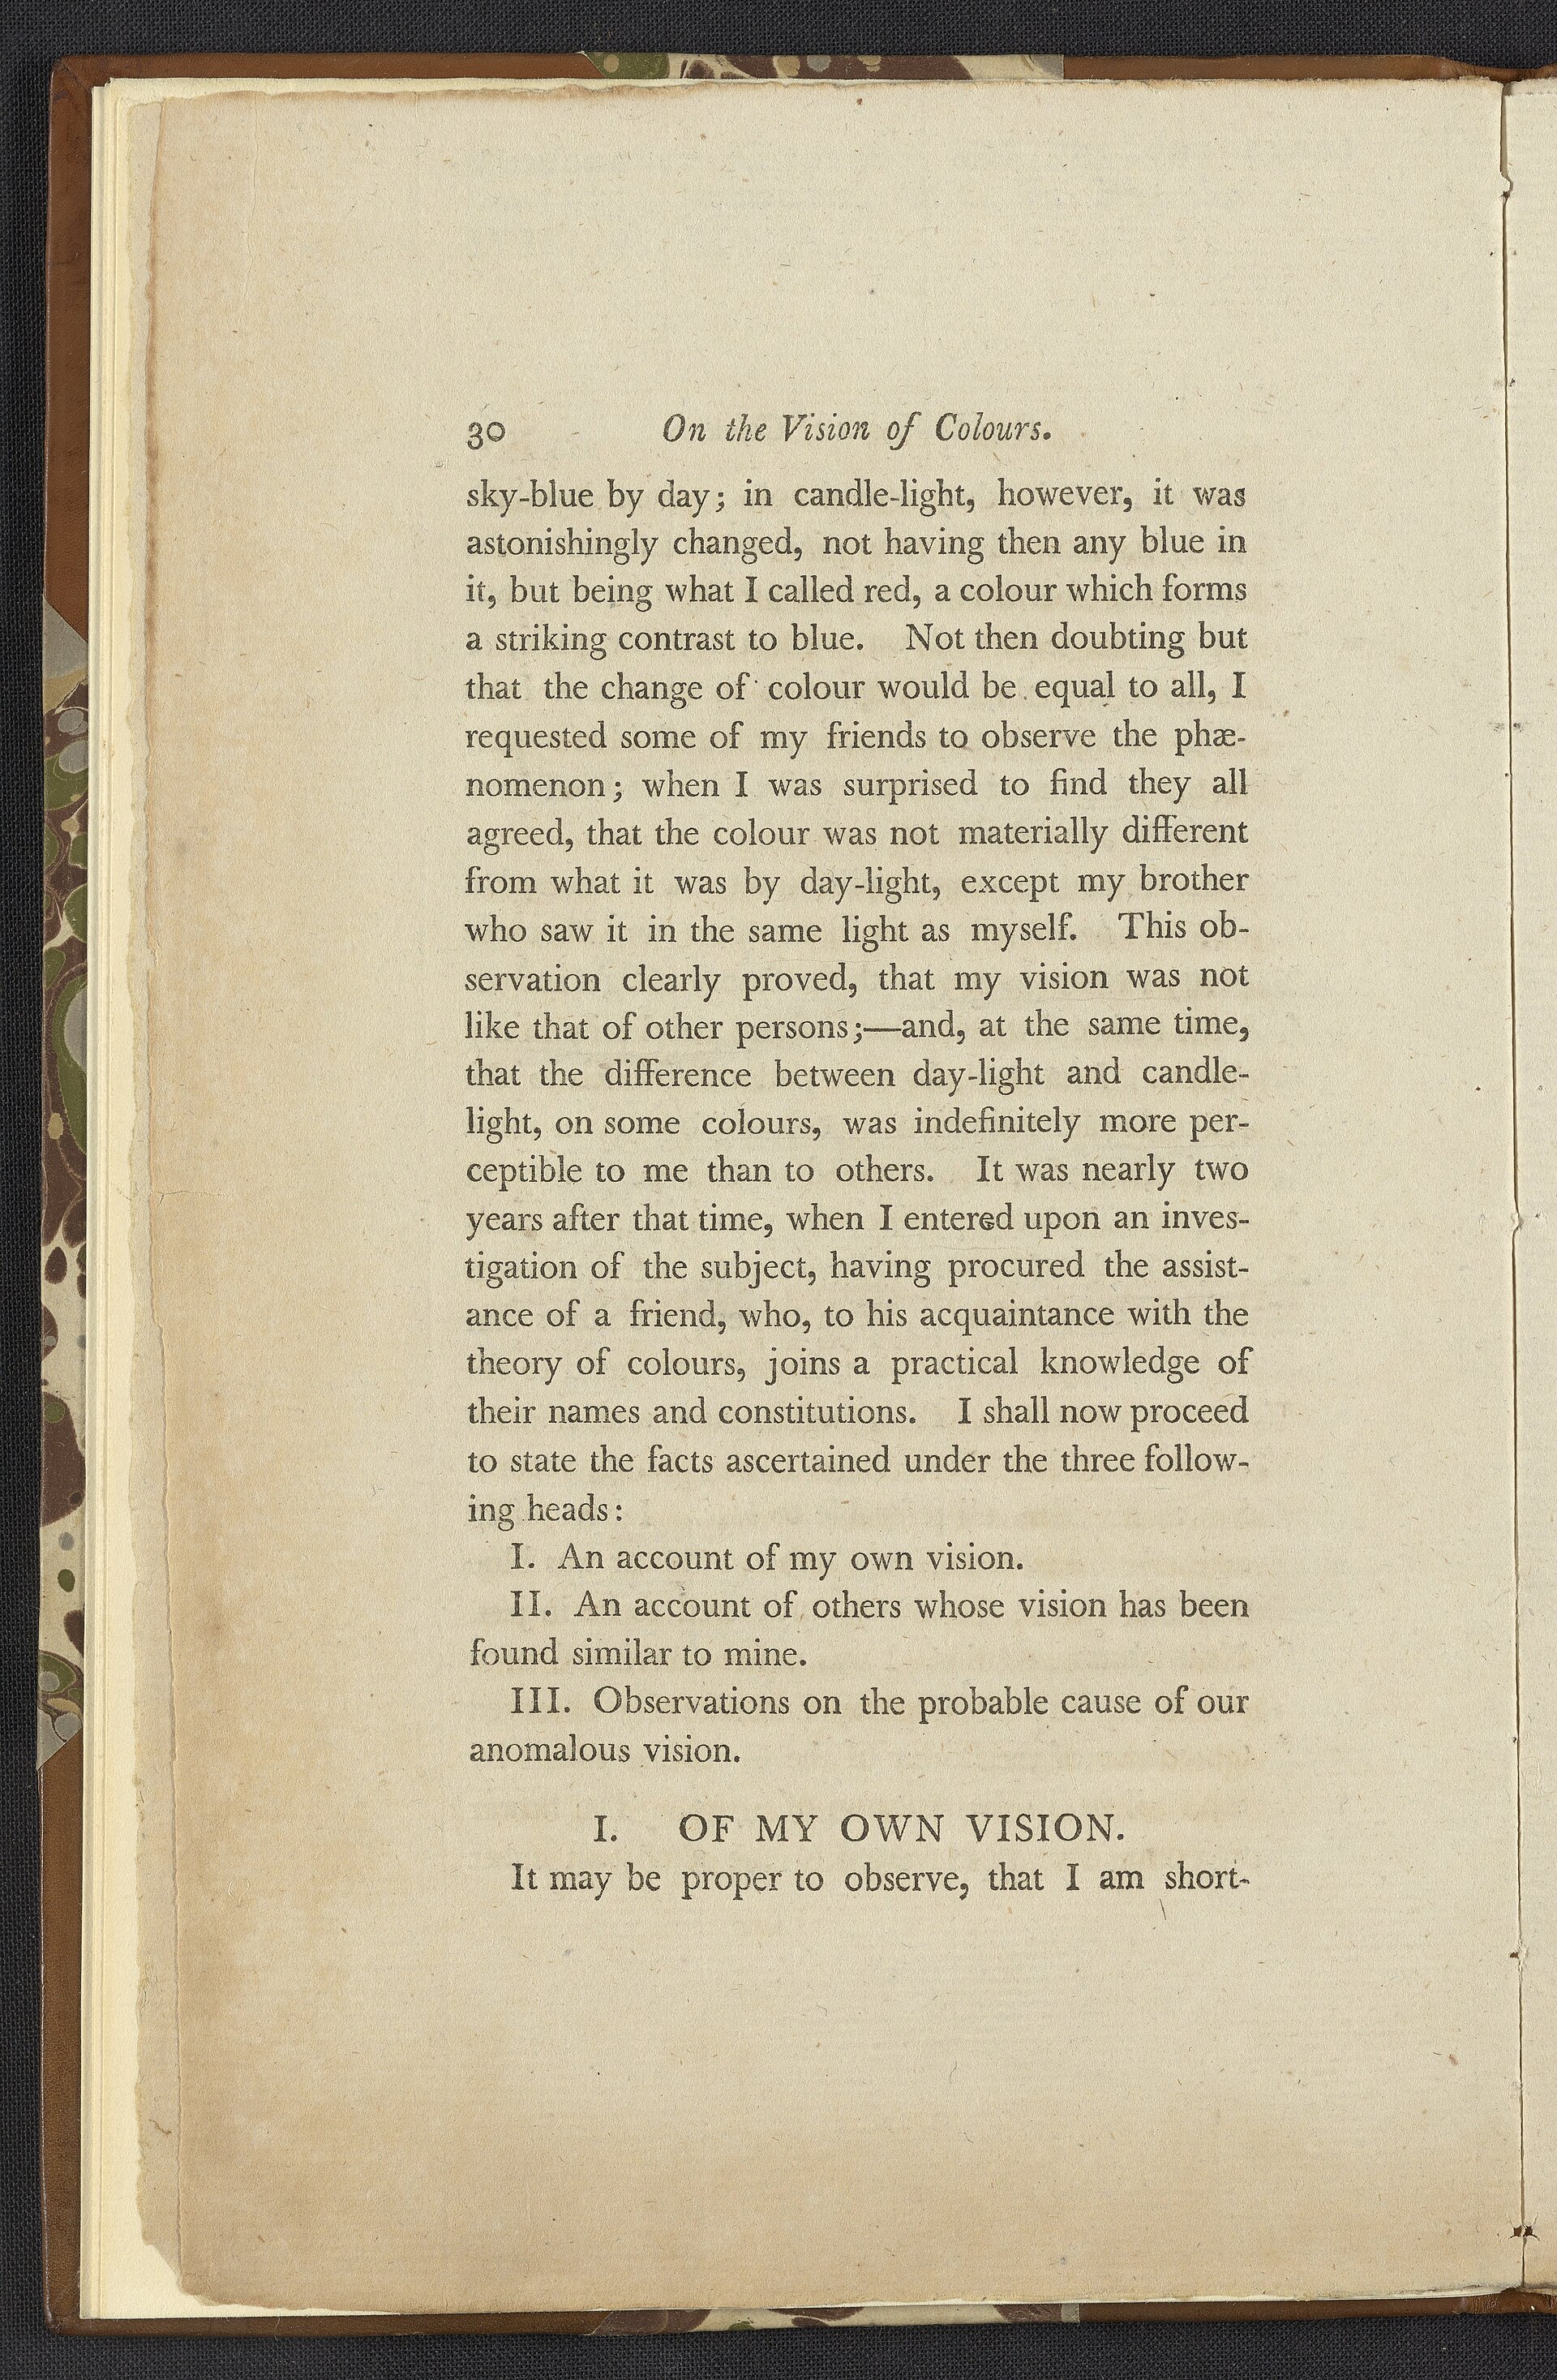 30 On the Vision of Colours.
sky-blue by day; in candle-light, however, it was
astonishingly changed, not having then any blue in
it, but being what I called red, a colour which forms
a striking contrast to blue. Not then doubting but
that the change of colour would be equal to all, I
requested some of my friends to observe the phæ-
nomenon; when I was surprised to find they all
agreed, that the colour was not materially different
from what it was by day-light, except my brother
who saw it in the same light as myself. This ob-
servation clearly proved, that my vision was not
like that of other persons;—and, at the same time,
that the difference between day-light and candle-
light, on some colours, was indefinitely more per-
ceptible to me than to others. It was nearly two
years after that time, when I entered upon an inves-
tigation of the subject, having procured the assist-
ance of a friend, who, to his acquaintance with the
theory of colours, joins a practical knowledge of
their names and constitutions. I shall now proceed
to state the facts ascertained under the three follow-
ing heads:
I. An account of my own vision.
II. An account of others whose vision has been
found similar to mine.
III. Observations on the probable cause of our
anomalous vision.
I. OF MY OWN VISION.
It may be proper to observe, that I am short-